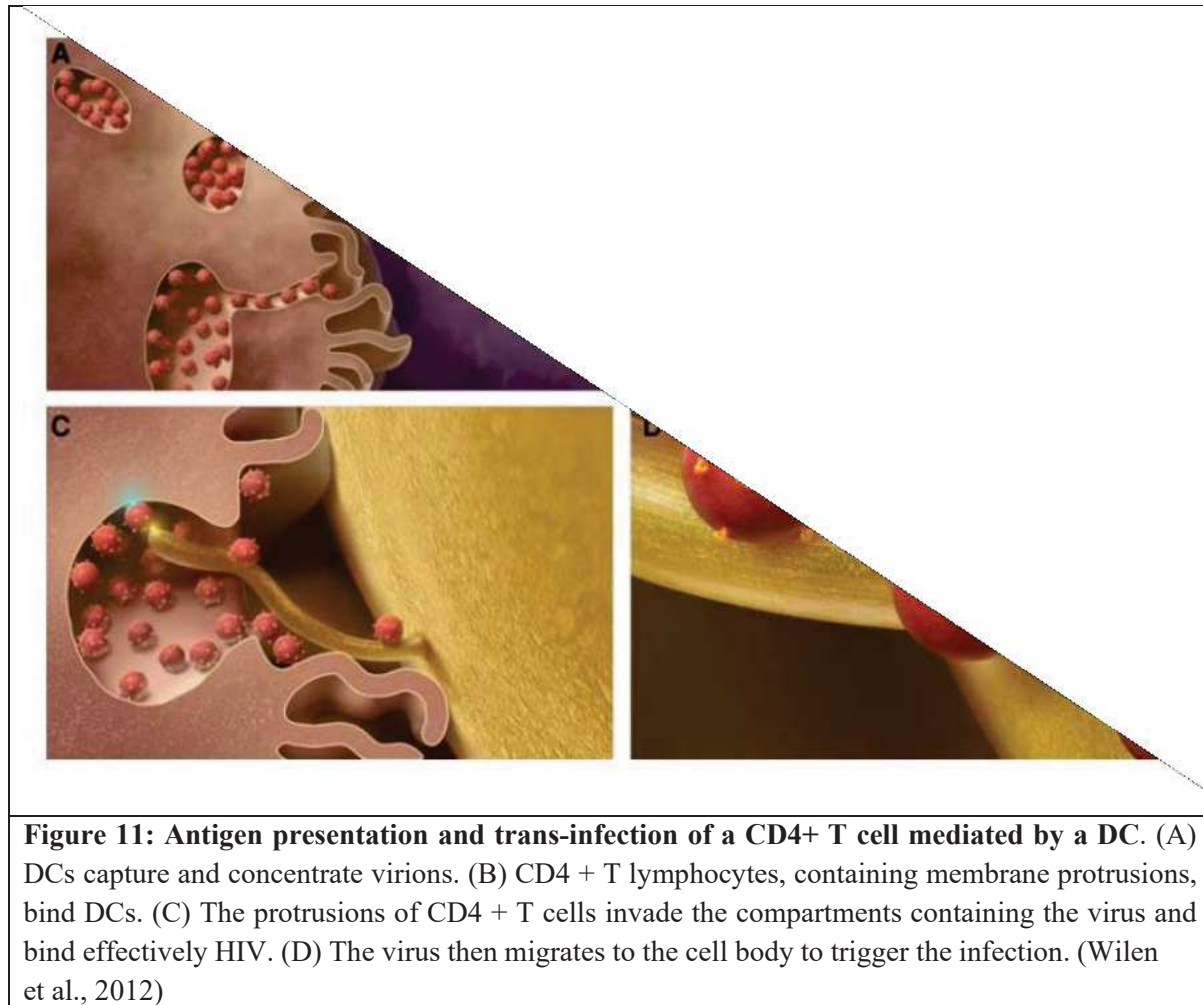 A
C
D
Figure 11: Antigen presentation and trans-infection of a CD4+ T cell mediated by a DC. (A)
DCs capture and concentrate virions. (B) CD4 + T lymphocytes, containing membrane protrusions,
bind DCs. (C) The protrusions of CD4 + T cells invade the compartments containing the virus and
bind effectively HIV. (D) The virus then migrates to the cell body to trigger the infection. (Wilen
et al., 2012)